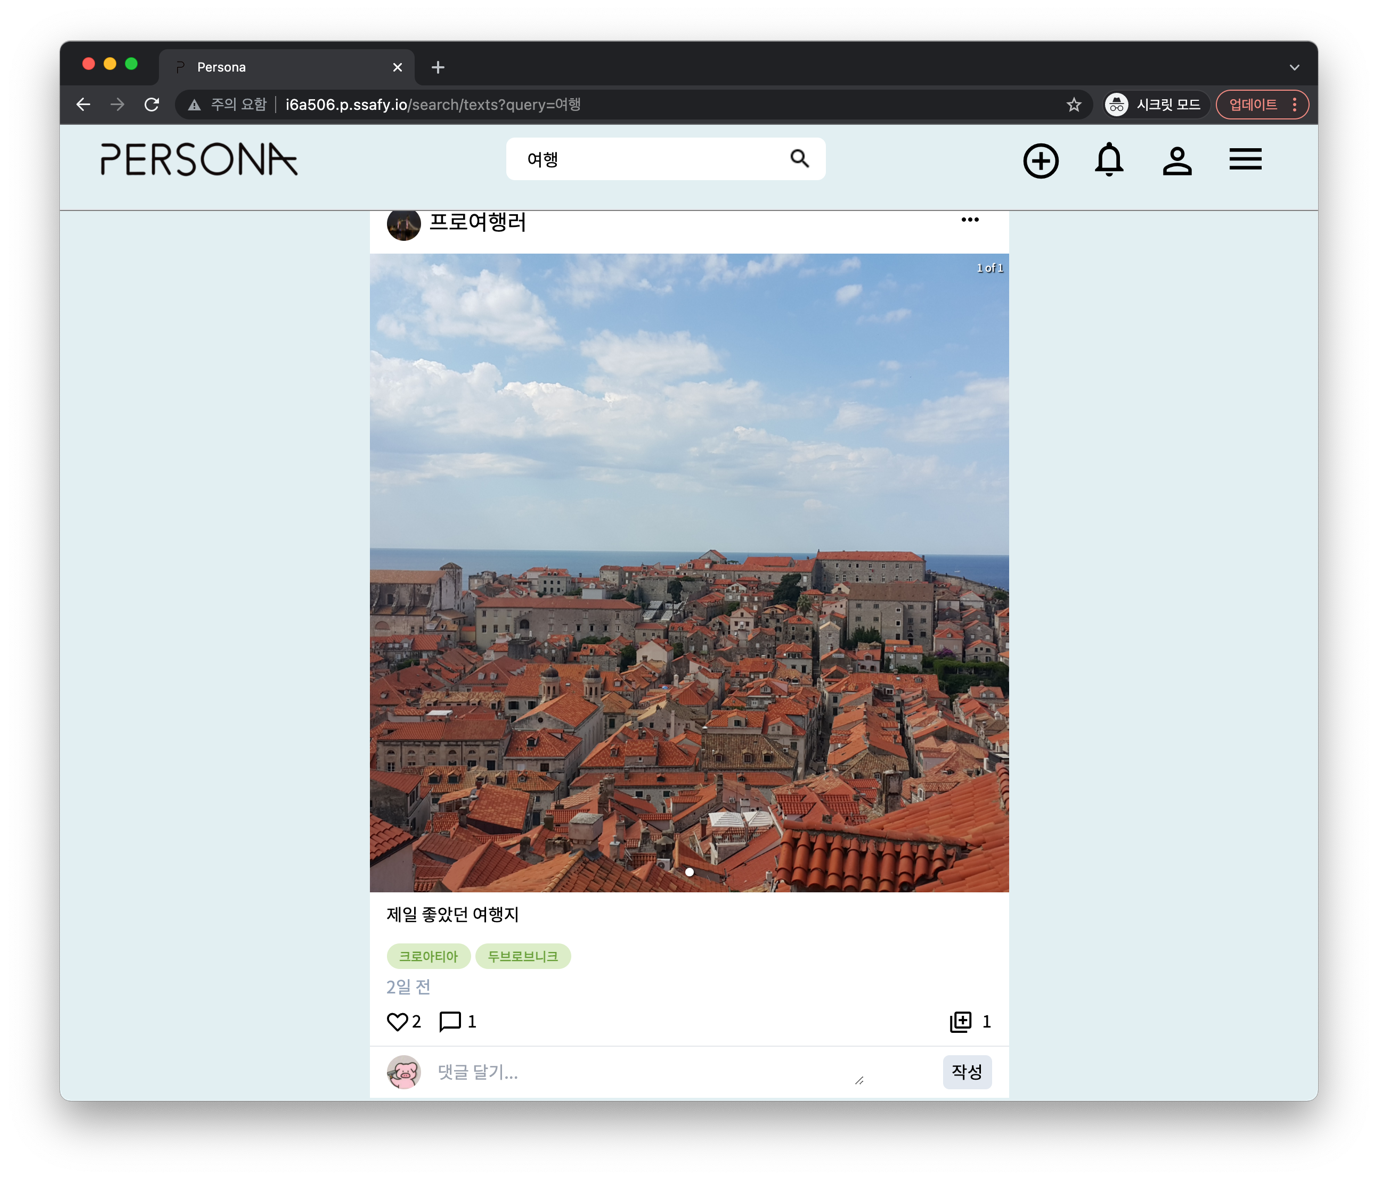 Persona
주의 요함 i6a506.p.ssafy.io/search/texts?query=여행 시크릿 모드 업데이트
PERSONA 여행
프로여행러
1 of 1
제일 좋았던 여행지
크로아티아 두브로브니크
2일 전
2 1 1
댓글 달기... 작성